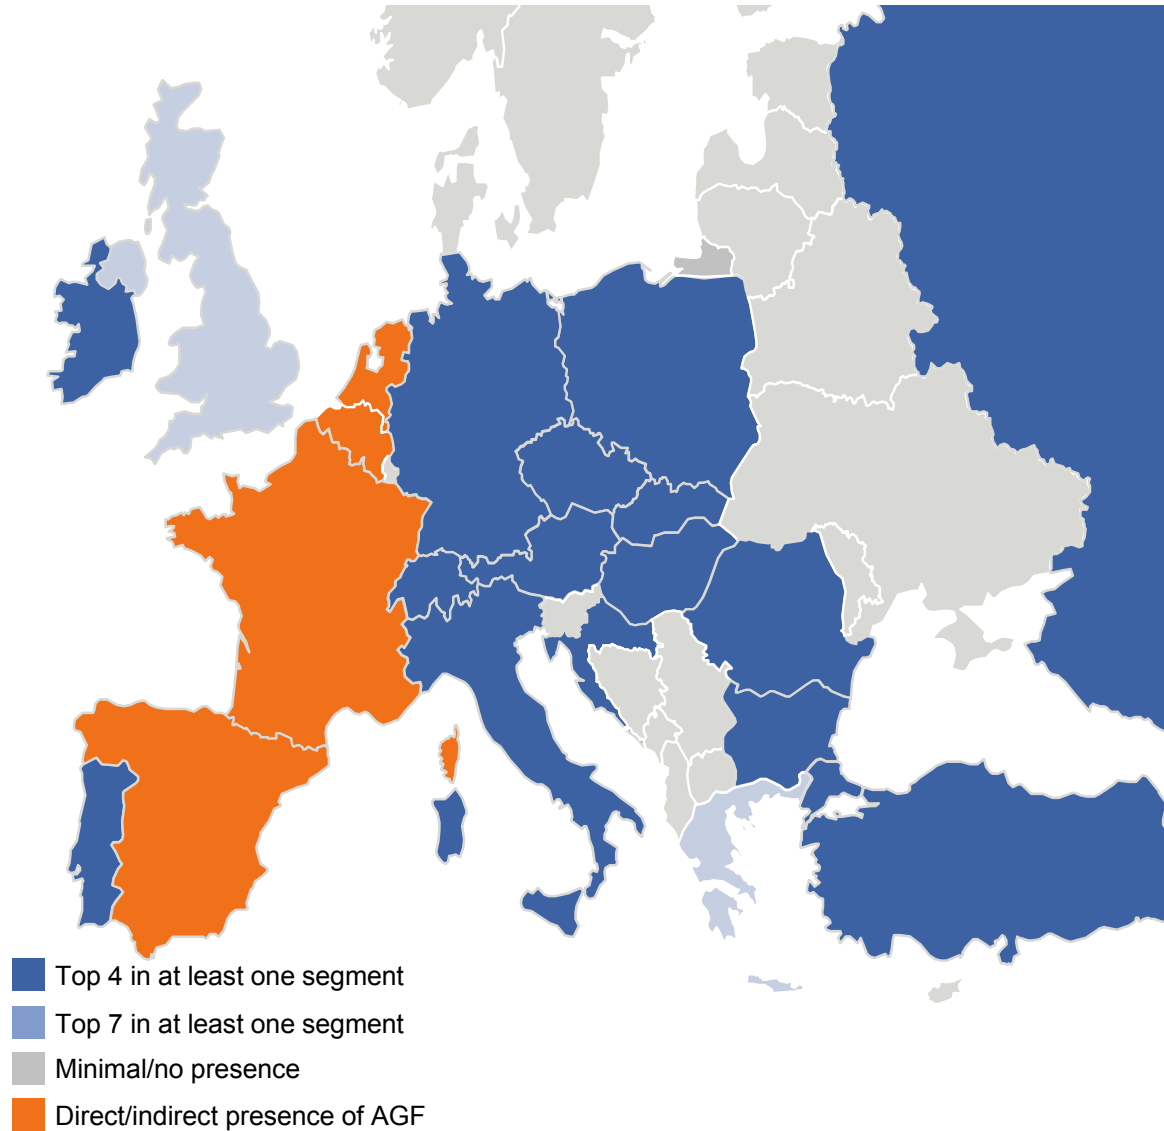 Top 4 in at least one segment
Top 7 in at least one segment
Minimal/no presence
Direct/indirect presence of AGF